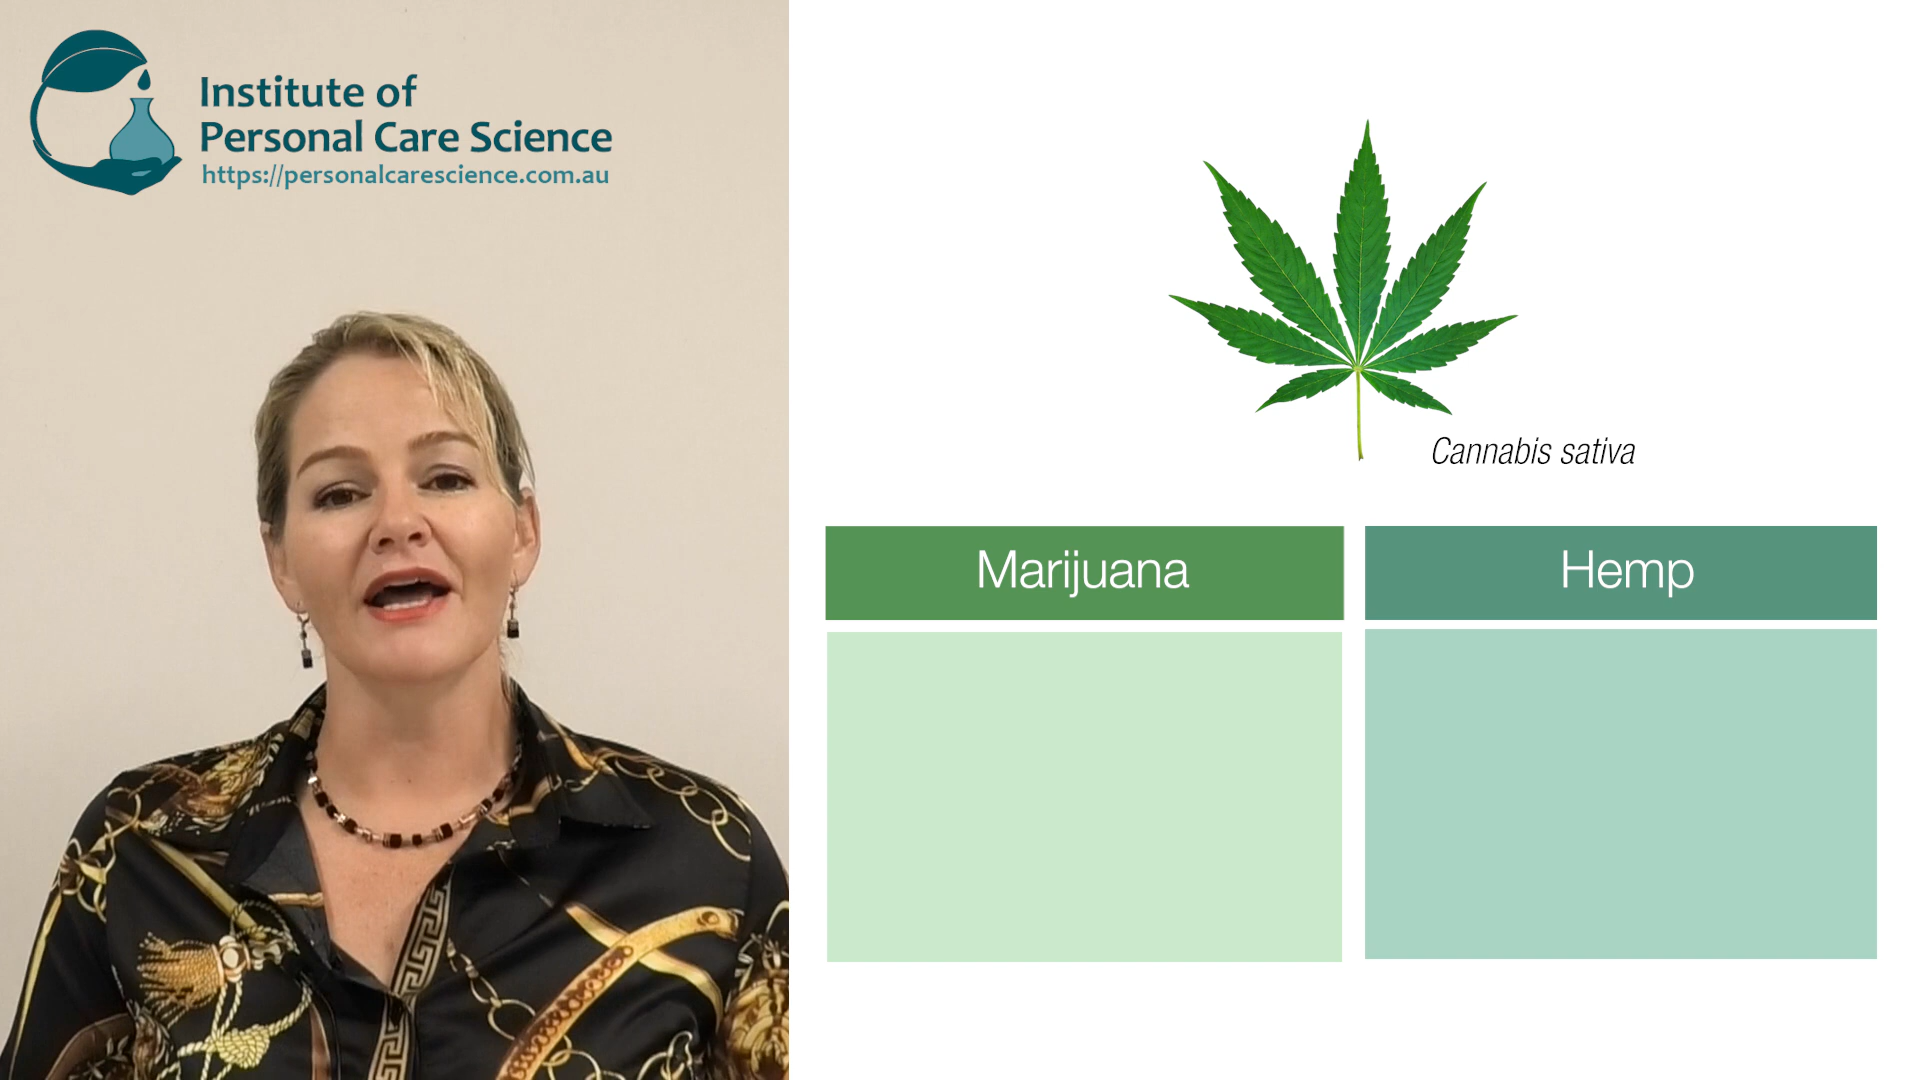 Institute of
Personal Care Science
https://personalcarescience.com.au
Cannabis sativa
Marijuana
Hemp